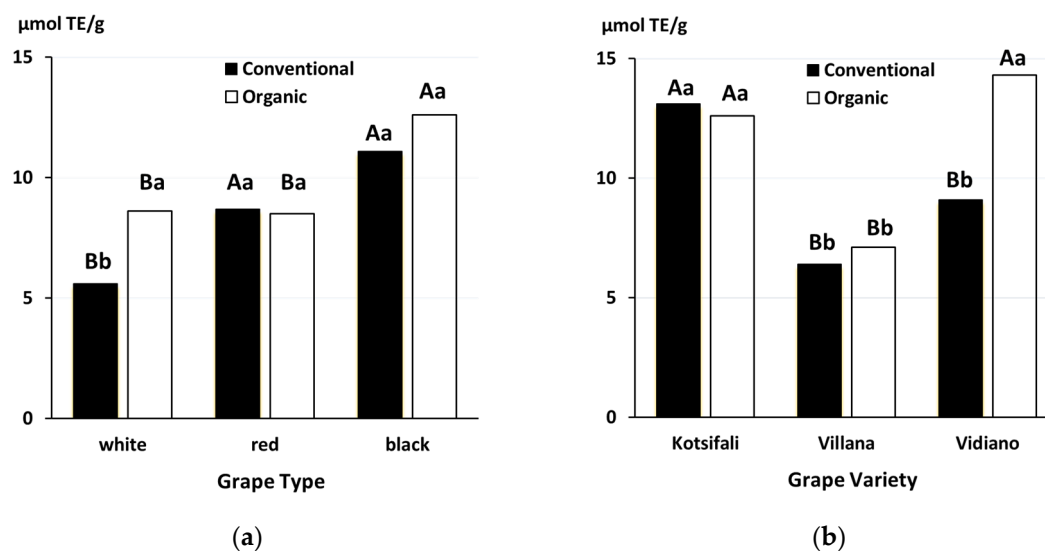 µmol TE/g
15
Conventional
Organic
Aa
Aa
10
Ba
Aa
Ba
Bb
5
0
white
red
black
Grape Type
(a)
µmol TE/g
15
Aa
Conventional
Organic
Aa
Aa
10
Bb
Bb
Bb
5
0
Kotsifali
Villana
Vidiano
Grape Variety
(b)